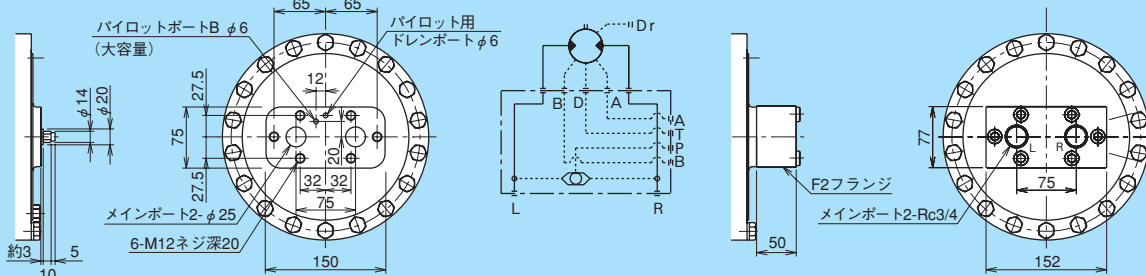 65
65
パイロットポートB φ6
(大容量)
パイロット用
ドレンポートφ6
12
27.5
75
27.5
φ14
φ20
20
32
32
75
メインポート2-φ25
6-M12ネジ深20
約3
5
10
150
Dr
B
D
A
A
T
P
B
L
R
F2フランジ
50
77
L
R
75
メインポート2-Rc3/4
152